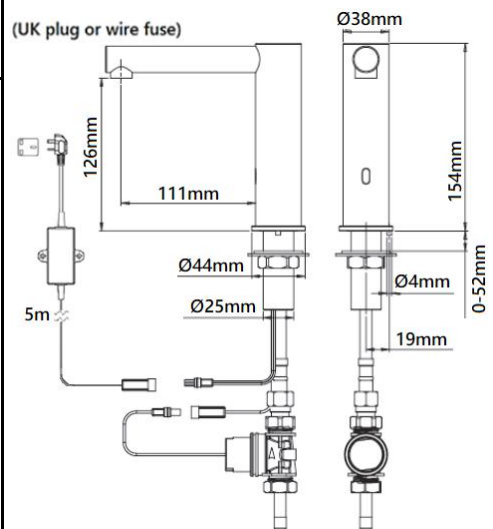 (UK plug or wire fuse)
Ø38mm
126mm
111mm
154mm
Ø44mm
Ø4mm
0-52mm
Ø25mm
5m
19mm